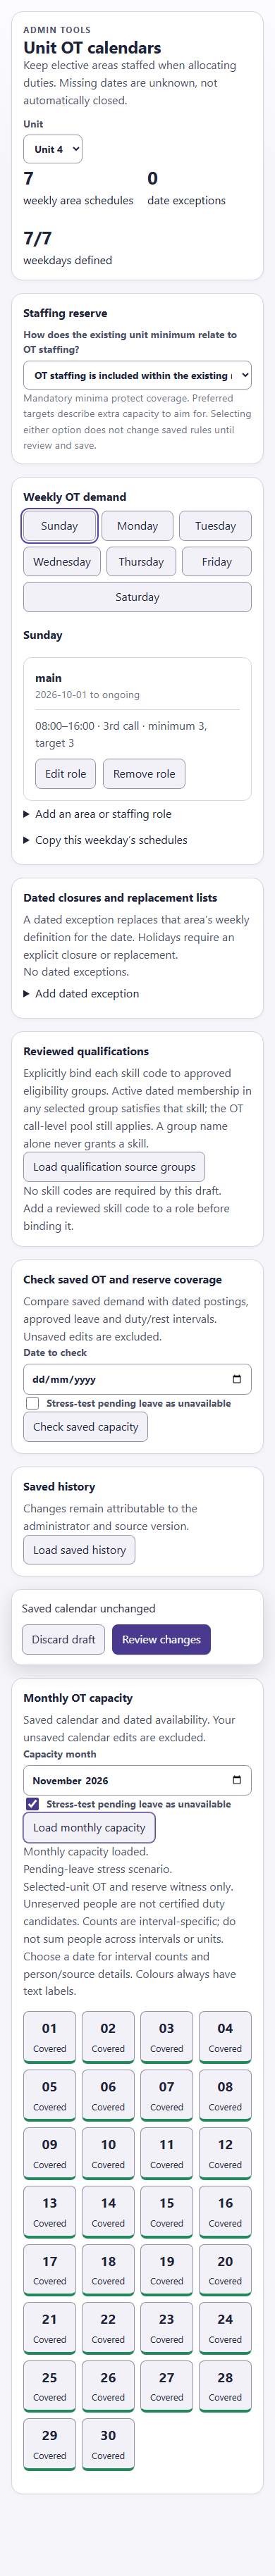 ADMIN TOOLS
Unit OT calendars
Keep elective areas staffed when allocating
duties. Missing dates are unknown, not
automatically closed.
Unit
Unit 4
7
weekly area schedules
0
date exceptions
7/7
weekdays defined
Staffing reserve
How does the existing unit minimum relate to
OT staffing?
OT staffing is included within the existing
Mandatory minima protect coverage. Preferred
targets describe extra capacity to aim for. Selecting
either option does not change saved rules until
review and save.
Weekly OT demand
Sunday Monday Tuesday
Wednesday Thursday Friday
Saturday
Sunday
main
2026-10-01 to ongoing
08:00–16:00 · 3rd call · minimum 3,
target 3
Edit role Remove role
▶ Add an area or staffing role
▶ Copy this weekday's schedules
Dated closures and replacement lists
A dated exception replaces that area's weekly
definition for the date. Holidays require an
explicit closure or replacement.
No dated exceptions.
▶ Add dated exception
Reviewed qualifications
Explicitly bind each skill code to approved
eligibility groups. Active dated membership in
any selected group satisfies that skill; the OT
call-level pool still applies. A group name
alone never grants a skill.
Load qualification source groups
No skill codes are required by this draft.
Add a reviewed skill code to a role before
binding it.
Check saved OT and reserve coverage
Compare saved demand with dated postings,
approved leave and duty/rest intervals.
Unsaved edits are excluded.
Date to check
dd/mm/yyyy
Stress-test pending leave as unavailable
Check saved capacity
Saved history
Changes remain attributable to the
administrator and source version.
Load saved history
Saved calendar unchanged
Discard draft Review changes
Monthly OT capacity
Saved calendar and dated availability. Your
unsaved calendar edits are excluded.
Capacity month
November 2026
Stress-test pending leave as unavailable
Load monthly capacity
Monthly capacity loaded.
Pending-leave stress scenario.
Selected-unit OT and reserve witness only.
Unreserved people are not certified duty
candidates. Counts are interval-specific; do
not sum people across intervals or units.
Choose a date for interval counts and
person/source details. Colours always have
text labels.
01 02 03 04
Covered Covered Covered Covered
05 06 07 08
Covered Covered Covered Covered
09 10 11 12
Covered Covered Covered Covered
13 14 15 16
Covered Covered Covered Covered
17 18 19 20
Covered Covered Covered Covered
21 22 23 24
Covered Covered Covered Covered
25 26 27 28
Covered Covered Covered Covered
29 30
Covered Covered